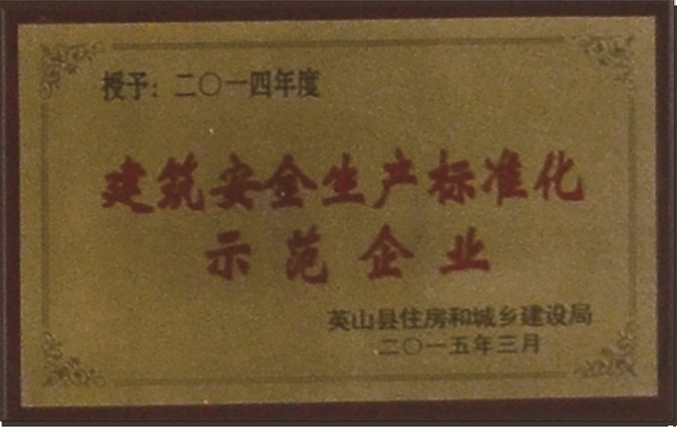 授予：二〇一四年度
建筑安全生产标准化
示范企业
英山县住房和城乡建设局
二〇一五年三月